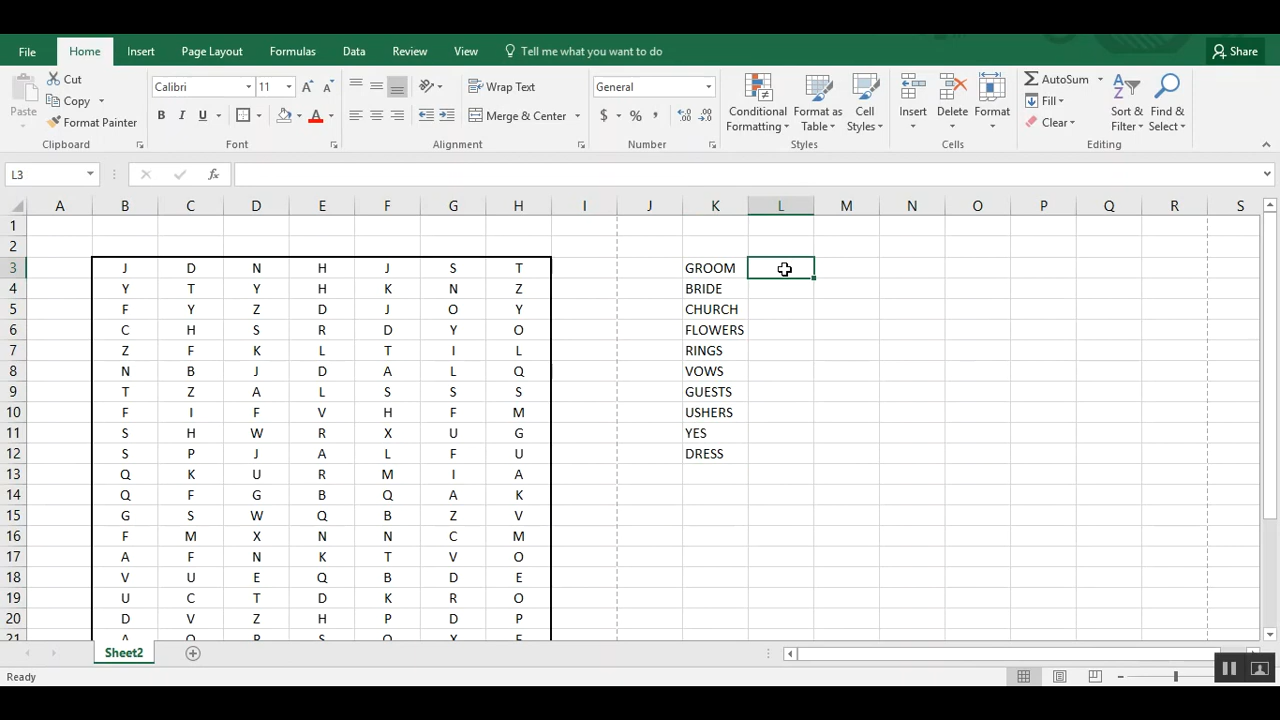 File Home Insert Page Layout Formulas Data Review View Tell me what you want to do Share
Paste Cut Copy Format Painter Clipboard
Calibri 11 A A B I U A Font
Wrap Text Merge & Center Alignment
General $ % , Number
Conditional Formatting Format as Table Cell Styles Styles
Insert Delete Format Cells
AutoSum Fill Clear Sort & Filter Find & Select Editing
L3 fx
A B C D E F G H I J K L M N O P Q R S
1
2
3 J D N H J S T GROOM
4 Y T Y H K N Z BRIDE
5 F Y Z D J O Y CHURCH
6 C H S R D Y O FLOWERS
7 Z F K L T I L RINGS
8 N B J D A L Q VOWS
9 T Z A L S S S GUESTS
10 F I F V H F M USHERS
11 S H W R X U G YES
12 S P J A L F U DRESS
13 Q K U R M I A
14 Q F G B Q A K
15 G S W Q B Z V
16 F M X N N C M
17 A F N K T V O
18 V U E Q B D E
19 U C T D K R O
20 D V Z H P D P
21
Sheet2
Ready